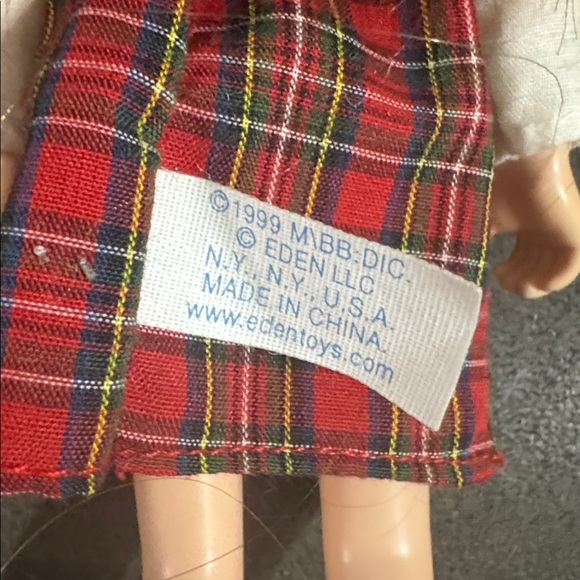 ©1999 M\BB:DIC.
© EDEN LLC
N.Y., N.Y., U.S.A.
MADE IN CHINA.
www.edentoys.com